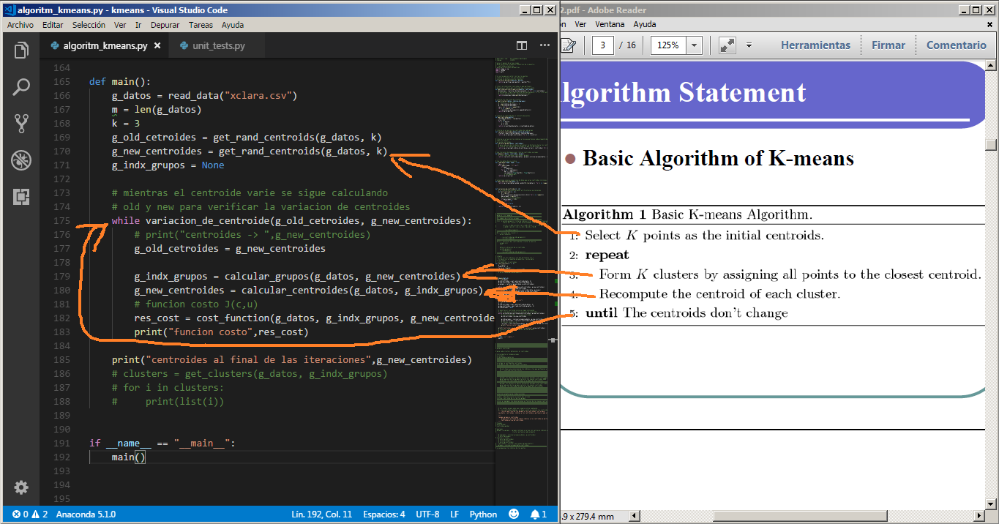 algoritm_kmeans.py - kmeans - Visual Studio Code
Archivo Editar Selección Ver Ir Depurar Tareas Ayuda
algoritm_kmeans.py unit_tests.py
164
165 def main():
166 g_datos = read_data("xclara.csv")
167 m = len(g_datos)
168 k = 3
169 g_old_cetroides = get_rand_centroids(g_datos, k)
170 g_new_centroides = get_rand_centroids(g_datos, k)
171 g_indx_grupos = None
172
173 # mientras el centroide varie se sigue calculando
174 # old y new para verificar la variacion de centroides
175 while variacion_de_centroide(g_old_cetroides, g_new_centroides):
176 # print("centroides -> ",g_new_centroides)
177 g_old_cetroides = g_new_centroides
178
179 g_indx_grupos = calcular_grupos(g_datos, g_new_centroides)
180 g_new_centroides = calcular_centroides(g_datos, g_indx_grupos)
181 # funcion costo J(c,u)
182 res_cost = cost_function(g_datos, g_indx_grupos, g_new_centroide
183 print("funcion costo",res_cost)
184
185 print("centroides al final de las iteraciones",g_new_centroides)
186 # clusters = get_clusters(g_datos, g_indx_grupos)
187 # for i in clusters:
188 # print(list(i))
189
190
191 if __name__ == "__main__":
192 main()
193
194
195
0 2 Anaconda 5.1.0 Lín. 192, Col. 11 Espacios: 4 UTF-8 LF Python 1
2.pdf - Adobe Reader
n Ver Ventana Ayuda
3 / 16 125% Herramientas Firmar Comentario
lgorithm Statement
Basic Algorithm of K-means
Algorithm 1 Basic K-means Algorithm.
1: Select K points as the initial centroids.
2: repeat
3: Form K clusters by assigning all points to the closest centroid.
4: Recompute the centroid of each cluster.
5: until The centroids don't change
.9 x 279.4 mm